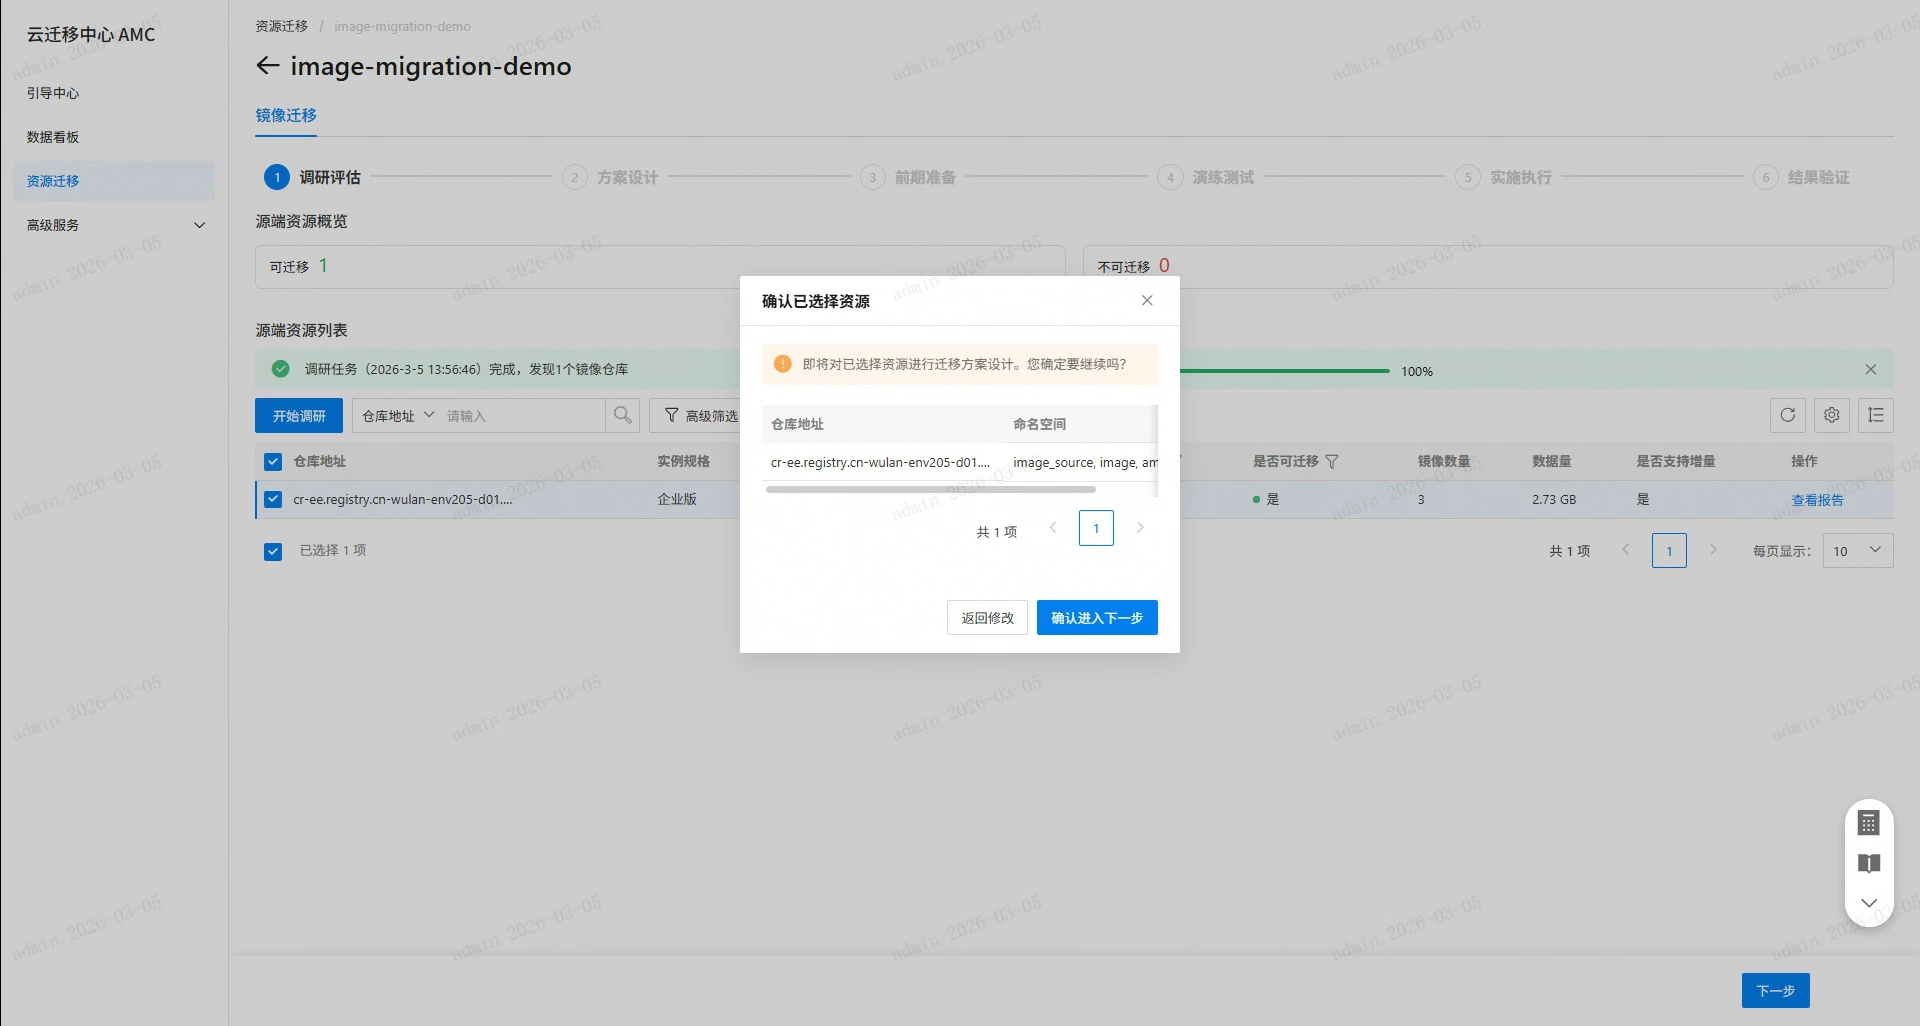 云迁移中心 AMC
引导中心
数据看板
资源迁移
高级服务
资源迁移 / image-migration-demo
image-migration-demo
镜像迁移
1 调研评估 2 方案设计 3 前期准备 4 演练测试 5 实施执行 6 结果验证
源端资源概览
可迁移 1 不可迁移 0
源端资源列表
调研任务（2026-3-5 13:56:46）完成，发现1个镜像仓库 100%
开始调研 仓库地址 请输入 高级筛选
仓库地址 实例规格 是否可迁移 镜像数量 数据量 是否支持增量 操作
cr-ee.registry.cn-wulan-env205-d01.... 企业版 是 3 2.73 GB 是 查看报告
已选择 1 项 共 1 项 1 每页显示： 10
确认已选择资源
即将对已选择资源进行迁移方案设计。您确定要继续吗？
仓库地址 命名空间
cr-ee.registry.cn-wulan-env205-d01.... image_source, image, am
共 1 项 1
返回修改 确认进入下一步
下一步
admin 2026-03-05